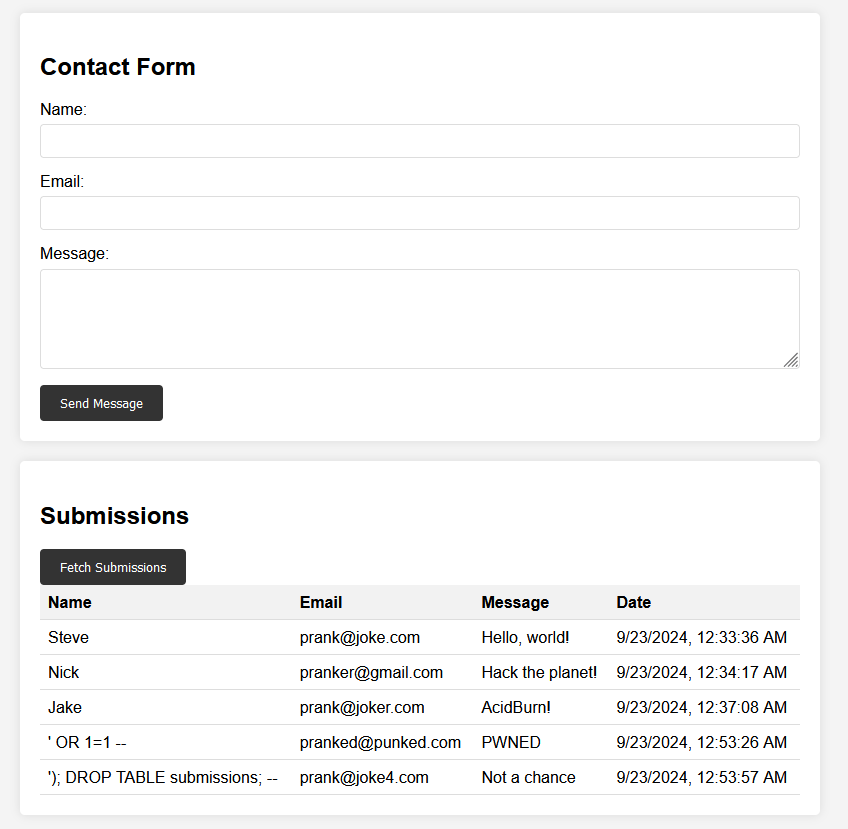 Contact Form
Name:
Email:
Message:
Send Message
Submissions
Fetch Submissions
Name Email Message Date
Steve prank@joke.com Hello, world! 9/23/2024, 12:33:36 AM
Nick pranker@gmail.com Hack the planet! 9/23/2024, 12:34:17 AM
Jake prank@joker.com AcidBurn! 9/23/2024, 12:37:08 AM
' OR 1=1 -- pranked@punked.com PWNED 9/23/2024, 12:53:26 AM
'); DROP TABLE submissions; -- prank@joke4.com Not a chance 9/23/2024, 12:53:57 AM